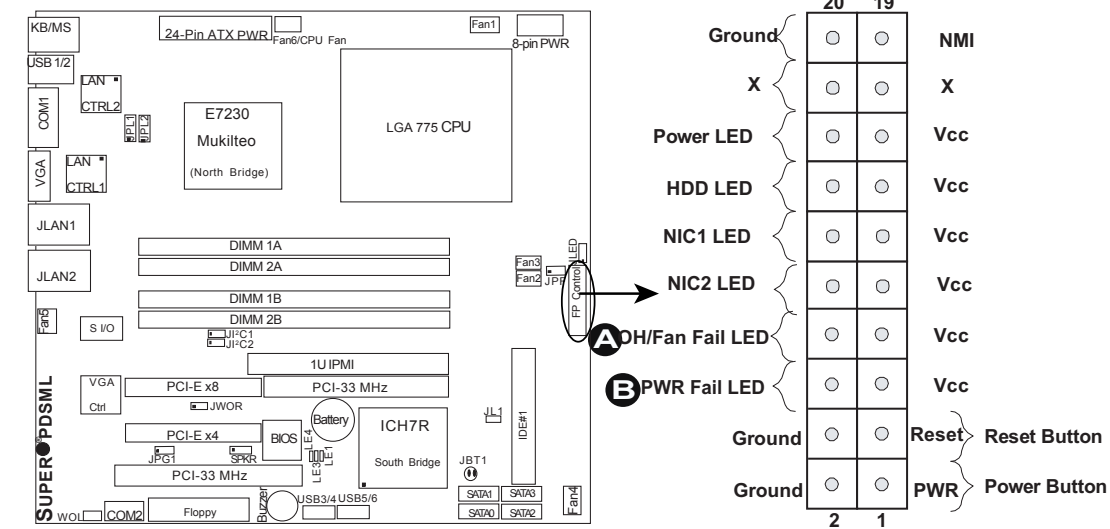 KB/MS
24-Pin ATX PWR
Fan6/CPU Fan
Fan1
8-pin PWR
USB 1/2
LAN
CTRL2
COM1
JPL1
JPL2
E7230
Mukilteo
(North Bridge)
LGA 775 CPU
VGA
LAN
CTRL1
JLAN1
JLAN2
DIMM 1A
DIMM 2A
DIMM 1B
DIMM 2B
Fan3
Fan2
FP Control
Fan5
S I/O
JI²C1
JI²C2
1U IPMI
VGA
Ctrl
PCI-E x8
PCI-33 MHz
JWOR
Battery
ICH7R
South Bridge
JL1
IDE#1
PCI-E x4
BIOS
LE4
LE1
LE3
JPG1
SPKR
JBT1
PCI-33 MHz
SUPER® PDSML
WOL
COM2
Floppy
Buzzer
USB3/4
USB5/6
SATA1
SATA3
SATA0
SATA2
Fan4
20 19
Ground NMI
X X
Power LED Vcc
HDD LED Vcc
NIC1 LED Vcc
NIC2 LED Vcc
A OH/Fan Fail LED Vcc
B PWR Fail LED Vcc
Ground Reset Reset Button
Ground PWR Power Button
2 1